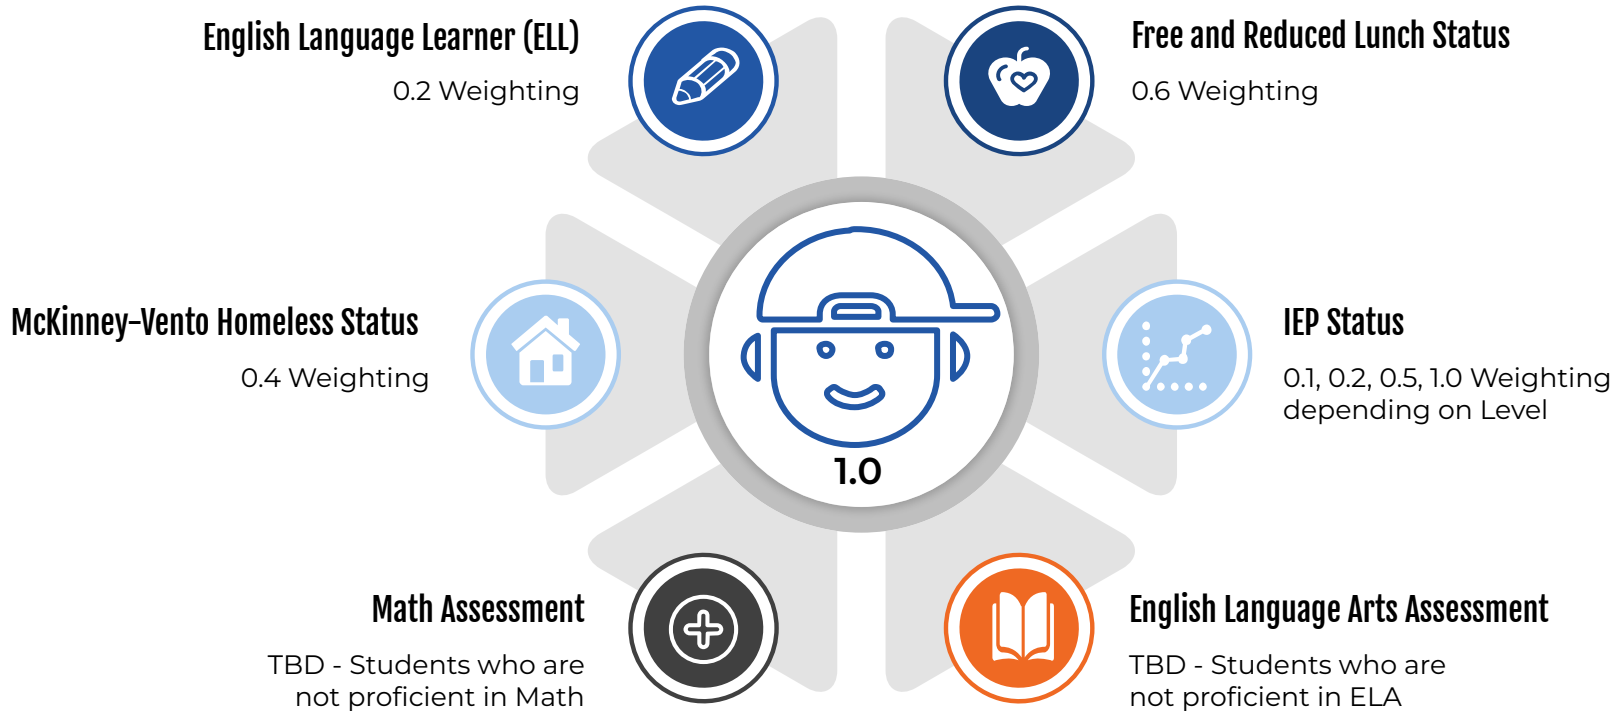 English Language Learner (ELL)
0.2 Weighting
Free and Reduced Lunch Status
0.6 Weighting
McKinney-Vento Homeless Status
0.4 Weighting
IEP Status
0.1, 0.2, 0.5, 1.0 Weighting
depending on Level
1.0
Math Assessment
TBD - Students who are
not proficient in Math
English Language Arts Assessment
TBD - Students who are
not proficient in ELA